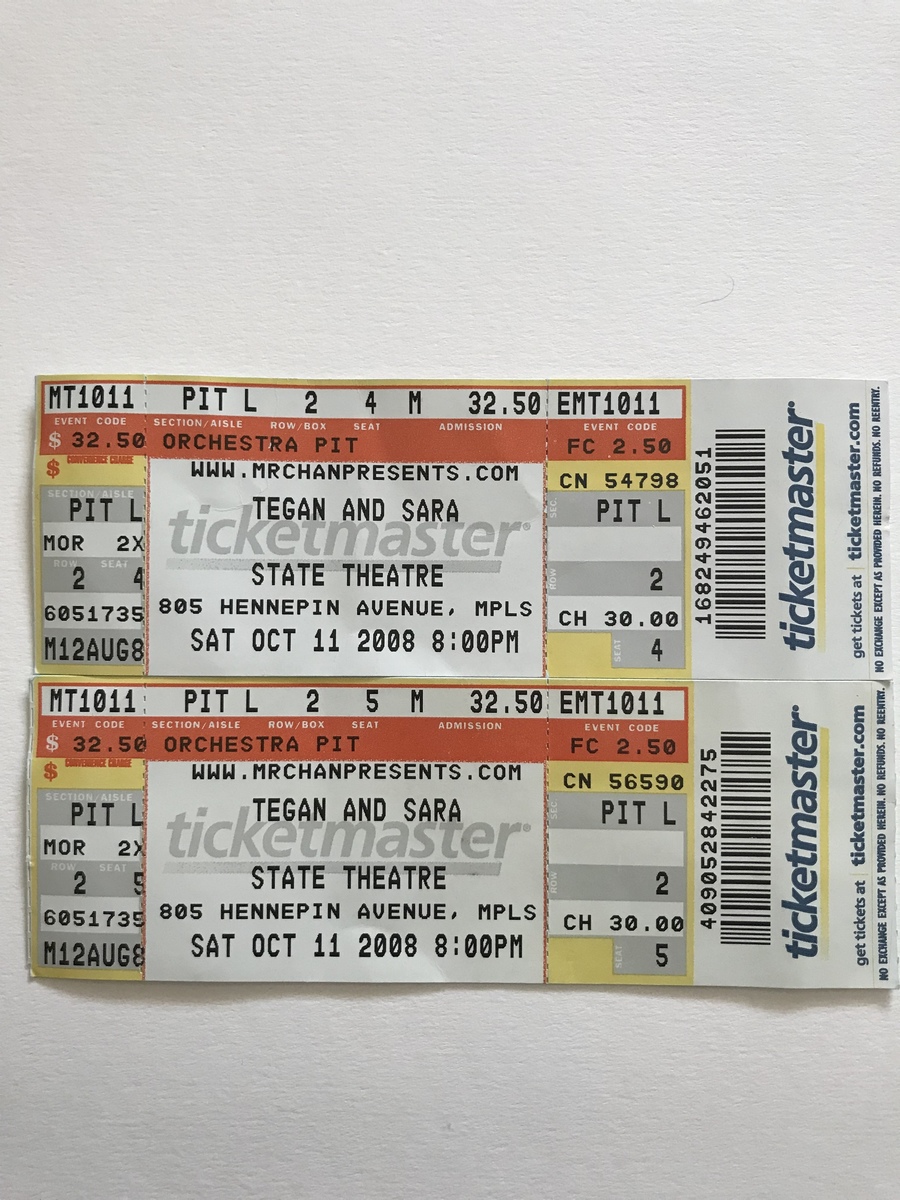 MT1011 PIT L 2 4 M 32.50 EMT1011
EVENT CODE SECTION/AISLE ROW/BOX SEAT ADMISSION EVENT CODE
$ 32.50 ORCHESTRA PIT FC 2.50
$ CONVENIENCE CHARGE WWW.MRCHANPRESENTS.COM CN 54798
SECTION/AISLE TEGAN AND SARA SEC.
PIT L PIT L
ticketmaster®
MOR 2X
ROW SEAT STATE THEATRE ROW
2 4 2
6051735 805 HENNEPIN AVENUE, MPLS CH 30.00
M12AUG8 SAT OCT 11 2008 8:00PM SEAT 4
1682494462051
ticketmaster®
get tickets at ticketmaster.com
NO EXCHANGE EXCEPT AS PROVIDED HEREIN. NO REFUNDS. NO REENTRY.
MT1011 PIT L 2 5 M 32.50 EMT1011
EVENT CODE SECTION/AISLE ROW/BOX SEAT ADMISSION EVENT CODE
$ 32.50 ORCHESTRA PIT FC 2.50
$ CONVENIENCE CHARGE WWW.MRCHANPRESENTS.COM CN 56590
SECTION/AISLE TEGAN AND SARA SEC.
PIT L PIT L
ticketmaster®
MOR 2X
ROW SEAT STATE THEATRE ROW
2 5 2
6051735 805 HENNEPIN AVENUE, MPLS CH 30.00
M12AUG8 SAT OCT 11 2008 8:00PM SEAT 5
4090528442275
ticketmaster®
get tickets at ticketmaster.com
NO EXCHANGE EXCEPT AS PROVIDED HEREIN. NO REFUNDS. NO REENTRY.